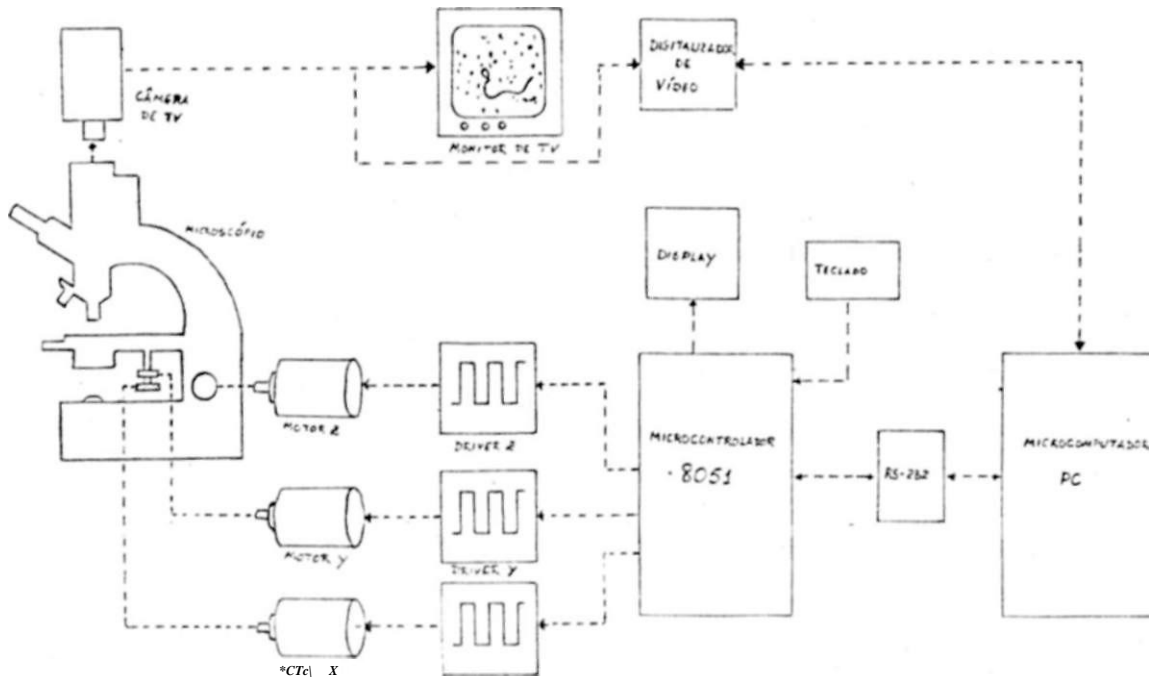 CÂMERA
DE TV
MONITOR DE TV
DIGITALIZADOR
DE
VÍDEO
MICROSCÓPIO
DISPLAY
TECLADO
MOTOR Z
DRIVER Z
MICROCONTROLADOR
8051
RS-232
MICROCOMPUTADOR
PC
MOTOR Y
DRIVER Y
*CTc\ X